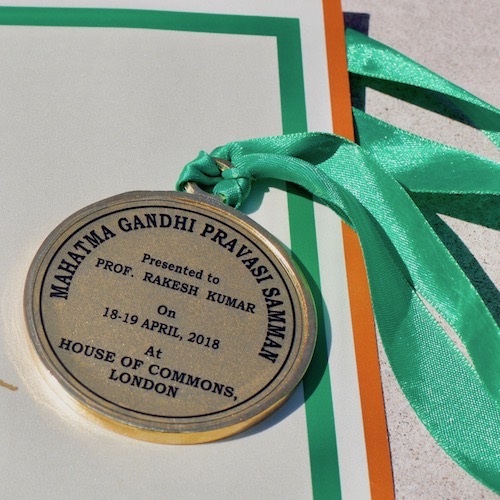 MAHATMA GANDHI PRAVASI SAMMAN
Presented to
PROF. RAKESH KUMAR
On
18-19 APRIL, 2018
At
HOUSE OF COMMONS,
LONDON